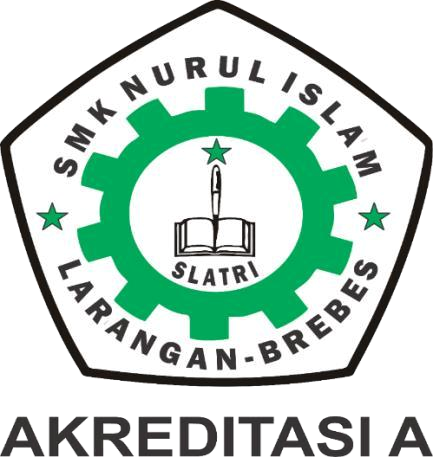 SMK NURUL ISLAM
SLATRI
LARANGAN-BREBES
AKREDITASI A